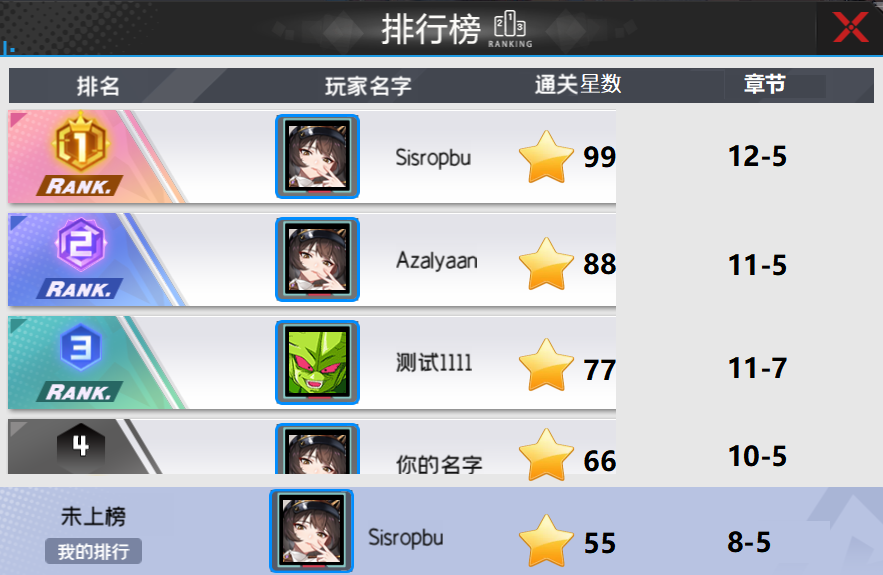 排行榜
2 1 3
RANKING
排名 玩家名字 通关星数 章节
1 RANK. Sisropbu 99 12-5
2 RANK. Azalyaan 88 11-5
3 RANK. 测试1111 77 11-7
4 你的名字 66 10-5
未上榜 Sisropbu 55 8-5
我的排行